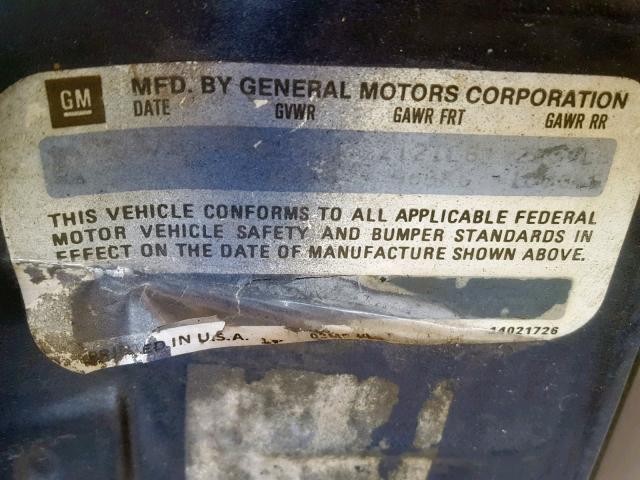 GM
MFD. BY GENERAL MOTORS CORPORATION
DATE GVWR GAWR FRT GAWR RR
THIS VEHICLE CONFORMS TO ALL APPLICABLE FEDERAL
MOTOR VEHICLE SAFETY AND BUMPER STANDARDS IN
EFFECT ON THE DATE OF MANUFACTURE SHOWN ABOVE.
14021726
IN U.S.A.